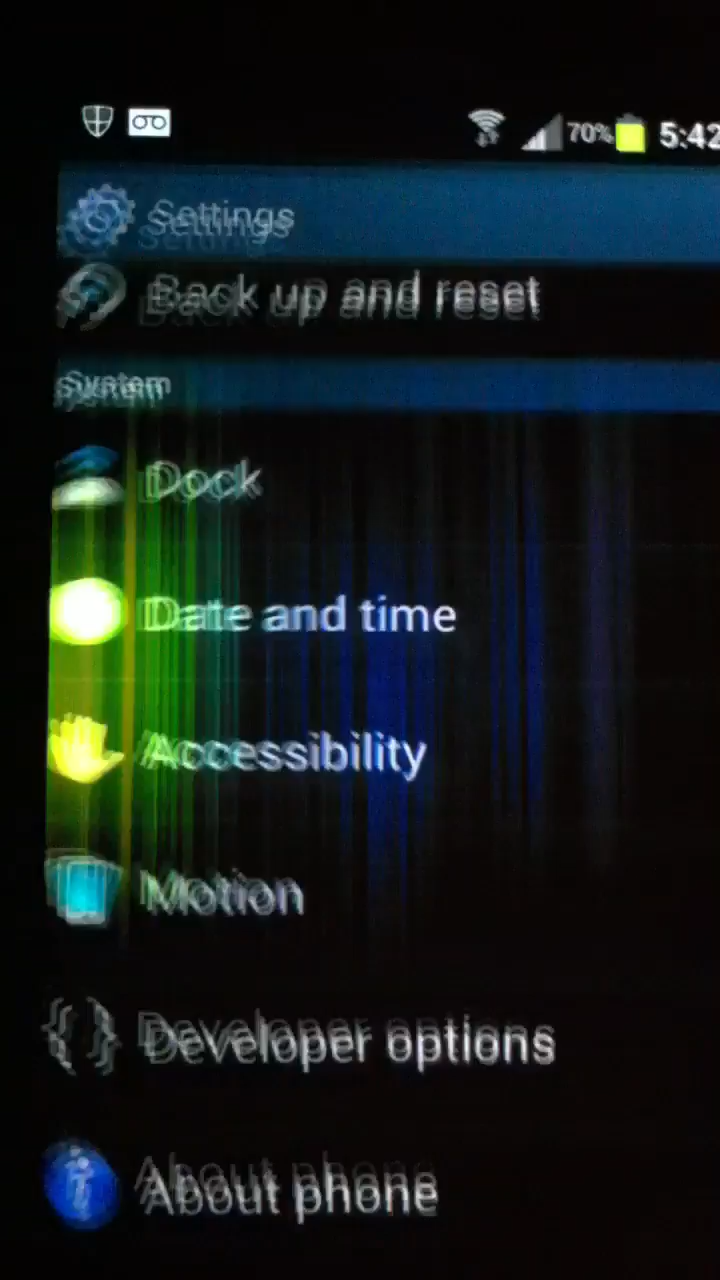 70% 5:42
Settings
Back up and reset
System
Dock
Date and time
Accessibility
Motion
{ } Developer options
About phone